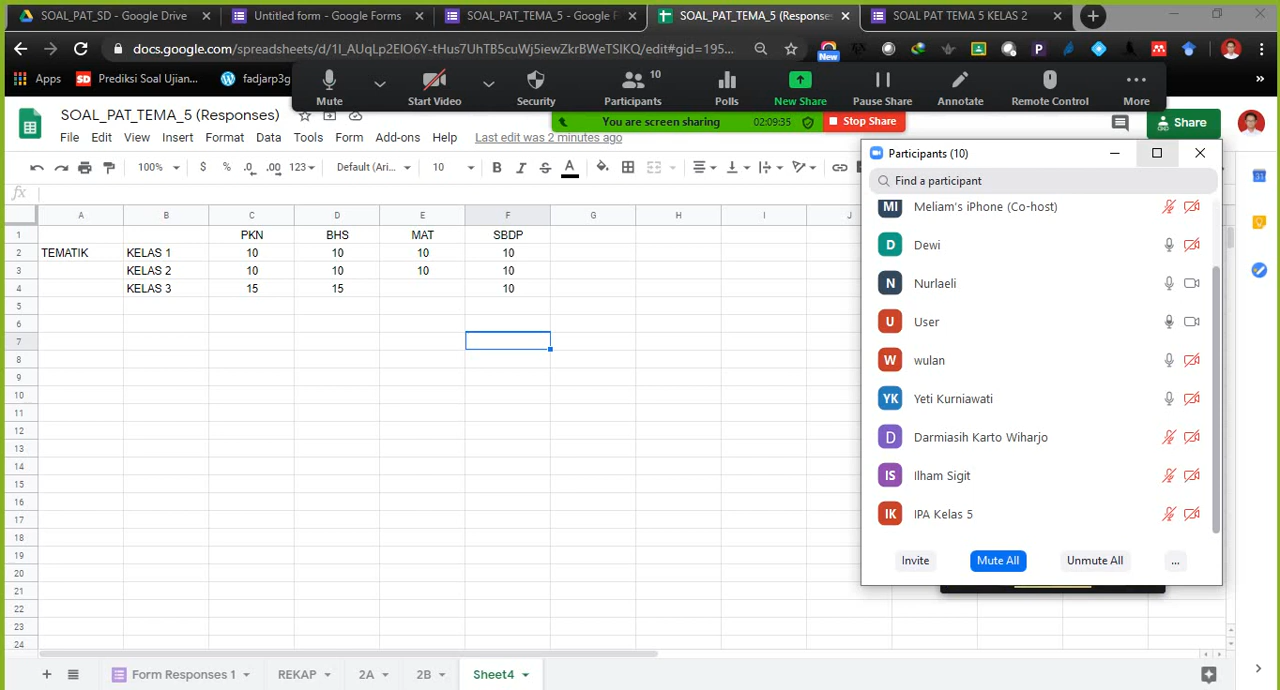 SOAL_PAT_SD - Google Drive
Untitled form - Google Forms
SOAL_PAT_TEMA_5 - Google F
SOAL_PAT_TEMA_5 (Response
SOAL PAT TEMA 5 KELAS 2
docs.google.com/spreadsheets/d/1I_AUqLp2EIO6Y-tHus7UhTB5cuWj5iewZkrBWeTSIKQ/edit#gid=195...
New
Apps
SD Prediksi Soal Ujian...
fadjarp3g
Mute
Start Video
Security
Participants 10
Polls
New Share
Pause Share
Annotate
Remote Control
More
You are screen sharing 02:09:35 Stop Share
SOAL_PAT_TEMA_5 (Responses)
Share
File Edit View Insert Format Data Tools Form Add-ons Help Last edit was 2 minutes ago
100% $ % .0 .00 123 Default (Ari... 10 B I S A
fx
A B C D E F G H I J
1 PKN BHS MAT SBDP
2 TEMATIK KELAS 1 10 10 10 10
3 KELAS 2 10 10 10 10
4 KELAS 3 15 15 10
5
6
7
8
9
10
11
12
13
14
15
16
17
18
19
20
21
22
23
24
Participants (10)
Find a participant
MI Meliam's iPhone (Co-host)
D Dewi
N Nurlaeli
U User
W wulan
YK Yeti Kurniawati
D Darmiasih Karto Wiharjo
IS Ilham Sigit
IK IPA Kelas 5
Invite Mute All Unmute All ...
Form Responses 1 REKAP 2A 2B Sheet4